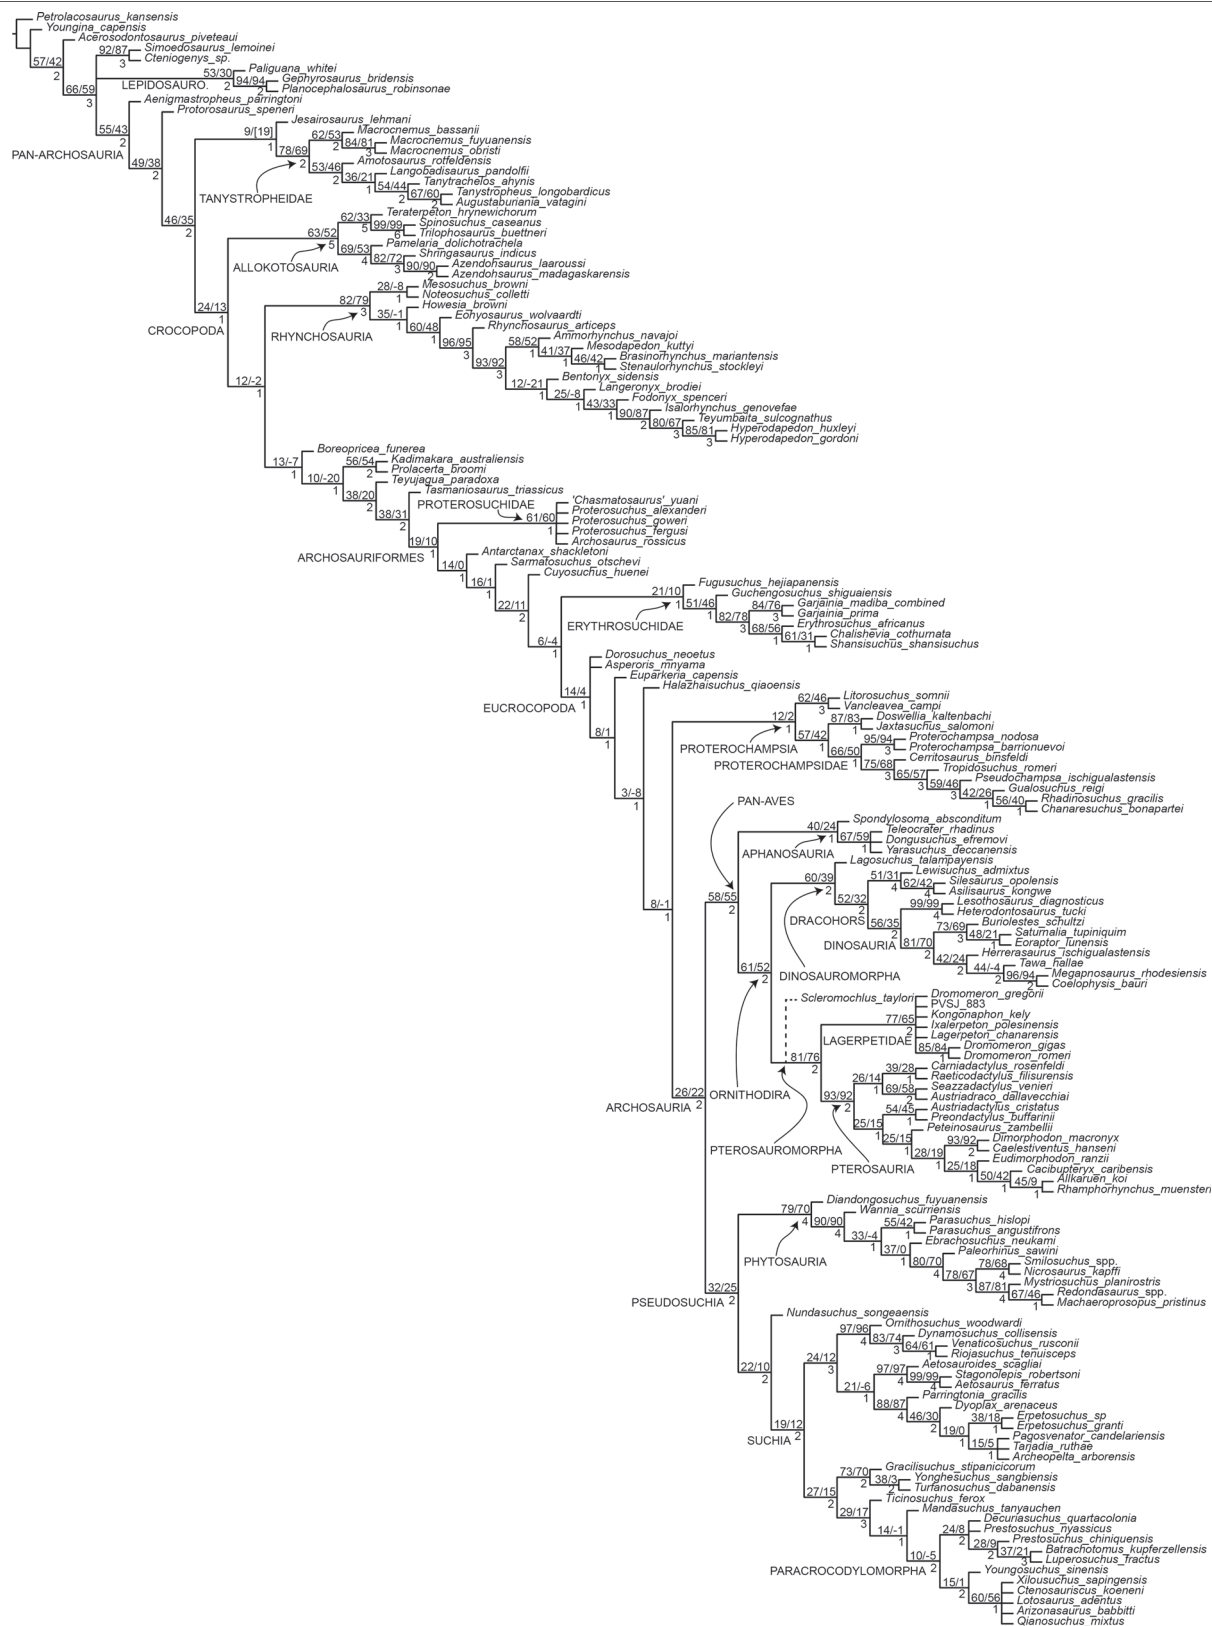 Petrolacosaurus_kansensis
Youngina_capensis
Acerosodontosaurus_piveteaui
92/87 Simoedosaurus_lemoinei
57/42 3 Cteniogenys_sp.
2
53/30 Paliguana_whitei
66/59 LEPIDOSAURO. 2 94/94 Gephyrosaurus_bridensis
3 2 Planocephalosaurus_robinsonae
Aenigmastropheus_parringtoni
Protorosaurus_speneri
55/43 9/[19] Jesairosaurus_lehmani
2 62/53 Macrocnemus_bassanii
PAN-ARCHOSAURIA 78/69 2 84/81 Macrocnemus_fuyuanensis
2 3 Macrocnemus_obristi
49/38 53/46 Amotosaurus_rotfeldensis
2 2 36/21 Langobadisaurus_pandolfii
1 54/44 Tanytrachelos_ahynis
TANYSTROPHEIDAE 2 67/60 Tanystropheus_longobardicus
2 Augustaburiania_vatagini
46/35 62/33 Teraterpeton_hrynewichorum
2 63/52 5 99/99 Spinosuchus_caseanus
5 6 Trilophosaurus_buettneri
69/53 Pamelaria_dolichotrachela
ALLOKOTOSAURIA 4 82/72 Shringasaurus_indicus
3 90/90 Azendohsaurus_laaroussi
2 Azendohsaurus_madagaskarensis
24/13 28/-8 Mesosuchus_browni
1 82/79 1 Noteosuchus_colletti
CROCOPODA 3 35/-1 Howesia_browni
RHYNCHOSAURIA 1 60/48 Eohyosaurus_wolvaardti
1 96/95 Rhynchosaurus_articeps
3 58/52 Ammorhynchus_navajoi
1 41/37 Mesodapedon_kuttyi
93/92 1 46/42 Brasinorhynchus_mariantensis
3 1 Stenaulorhynchus_stockleyi
12/-2 12/-21 Bentonyx_sidensis
1 1 25/-8 Langeronyx_brodiei
1 43/33 Fodonyx_spenceri
1 90/87 Isalorhynchus_genovefae
2 80/67 Teyumbaita_sulcognathus
3 85/81 Hyperodapedon_huxleyi
3 Hyperodapedon_gordoni
13/-7 Boreopricea_funerea
1 56/54 Kadimakara_australiensis
10/-20 2 Prolacerta_broomi
1 38/20 Teyujagua_paradoxa
2 38/31 Tasmaniosaurus_triassicus
2 PROTEROSUCHIDAE 'Chasmatosaurus'_yuani
Proterosuchus_alexanderi
61/60 Proterosuchus_goweri
1 Proterosuchus_fergusi
19/10 Archosaurus_rossicus
ARCHOSAURIFORMES 1 Antarctanax_shackletoni
14/0 Sarmatosuchus_otschevi
1 16/1 Cuyosuchus_huenei
1 21/10 Fugusuchus_hejiapanensis
22/11 1 51/46 Guchengosuchus_shiguaiensis
2 1 84/76 Garjainia_madiba_combined
82/78 3 Garjainia_prima
ERYTHROSUCHIDAE 3 68/56 Erythrosuchus_africanus
6/-4 1 61/31 Chalishevia_cothurnata
1 1 Shansisuchus_shansisuchus
Dorosuchus_neoetus
Asperoris_mnyama
14/4 Euparkeria_capensis
EUCROCOPODA 1 Halazhaisuchus_qiaoensis
62/46 Litorosuchus_somnii
12/2 3 Vancleavea_campi
8/1 1 87/83 Doswellia_kaltenbachi
1 57/42 1 Jaxtasuchus_salomoni
PROTEROCHAMPSIA 1 95/94 Proterochampsa_nodosa
66/50 3 Proterochampsa_barrionuevoi
PROTEROCHAMPSIDAE 1 75/68 Cerritosaurus_binsfeldi
3 65/57 Tropidosuchus_romeri
3 59/46 Pseudochampsa_ischigualastensis
3/-8 3 42/26 Gualosuchus_reigi
1 PAN-AVES 1 56/40 Rhadinosuchus_gracilis
1 Chanaresuchus_bonapartei
40/24 Spondylosoma_absconditum
1 67/59 Teleocrater_rhadinus
1 Dongusuchus_efremovi
APHANOSAURIA Yarasuchus_deccanensis
60/39 Lagosuchus_talampayensis
2 51/31 Lewisuchus_admixtus
58/55 52/32 4 62/42 Silesaurus_opolensis
2 2 4 Asilisaurus_kongwe
8/-1 99/99 Lesothosaurus_diagnosticus
1 DRACOHORS 56/35 4 Heterodontosaurus_tucki
2 73/69 Buriolestes_schultzi
DINOSAURIA 81/70 3 48/21 Saturnalia_tupiniquim
2 1 Eoraptor_lunensis
61/52 42/24 Herrerasaurus_ischigualastensis
2 DINOSAUROMORPHA 2 44/-4 Tawa_hallae
2 96/94 Megapnosaurus_rhodesiensis
2 Coelophysis_bauri
Scleromochlus_taylori Dromomeron_gregorii
PVSJ_883
77/65 Kongonaphon_kely
2 Ixalerpeton_polesinensis
LAGERPETIDAE Lagerpeton_chanarensis
85/84 Dromomeron_gigas
81/76 1 Dromomeron_romeri
2 39/28 Carniadactylus_rosenfeldi
26/14 1 Raeticodactylus_filisurensis
26/22 ORNITHODIRA 1 69/58 Seazzadactylus_venieri
ARCHOSAURIA 2 93/92 2 Austriadraco_dallavecchiai
2 54/45 Austriadactylus_cristatus
25/15 1 Preondactylus_buffarinii
1 25/15 Peteinosaurus_zambellii
PTEROSAUROMORPHA 1 93/92 Dimorphodon_macronyx
28/19 2 Caelestiventus_hanseni
PTEROSAURIA 1 25/18 Eudimorphodon_ranzii
1 50/42 Cacibupteryx_caribensis
1 45/9 Allkaruen_koi
1 Rhamphorhynchus_muensteri
79/70 Diandongosuchus_fuyuanensis
4 90/90 Wannia_scurriensis
4 55/42 Parasuchus_hislopi
33/-4 1 Parasuchus_angustifrons
1 37/0 Ebrachosuchus_neukami
PHYTOSAURIA 1 80/70 Paleorhinus_sawini
4 78/68 Smilosuchus_spp.
78/67 4 Nicrosaurus_kapffi
32/25 3 87/81 Mystriosuchus_planirostris
PSEUDOSUCHIA 2 4 67/46 Redondasaurus_spp.
1 Machaeroprosopus_pristinus
Nundasuchus_songeaensis
97/96 Ornithosuchus_woodwardi
4 83/74 Dynamosuchus_collisensis
3 64/61 Venaticosuchus_rusconii
24/12 1 Riojasuchus_tenuisceps
22/10 3 97/97 Aetosauroides_scagliai
2 4 99/99 Stagonolepis_robertsoni
21/-6 4 Aetosaurus_ferratus
1 88/87 Parringtonia_gracilis
4 46/30 Dyoplax_arenaceus
2 38/18 Erpetosuchus_sp
19/12 19/0 1 Erpetosuchus_granti
SUCHIA 2 1 15/5 Pagosvenator_candelariensis
1 Tarjadia_ruthae
Archeopelta_arborensis
73/70 Gracilisuchus_stipanicicorum
2 38/3 Yonghesuchus_sangbiensis
27/15 2 Turfanosuchus_dabanensis
2 29/17 Ticinosuchus_ferox
3 14/-1 Mandasuchus_tanyauchen
1 24/8 Decuriasuchus_quartacolonia
2 Prestosuchus_nyassicus
28/9 Prestosuchus_chiniquensis
10/-5 2 37/21 Batrachotomus_kupferzellensis
PARACROCODYLOMORPHA 2 3 Luperosuchus_fractus
15/1 Youngosuchus_sinensis
2 60/56 Xilousuchus_sapingensis
1 Ctenosauriscus_koeneni
Lotosaurus_adentus
Arizonasaurus_babbitti
Qianosuchus_mixtus